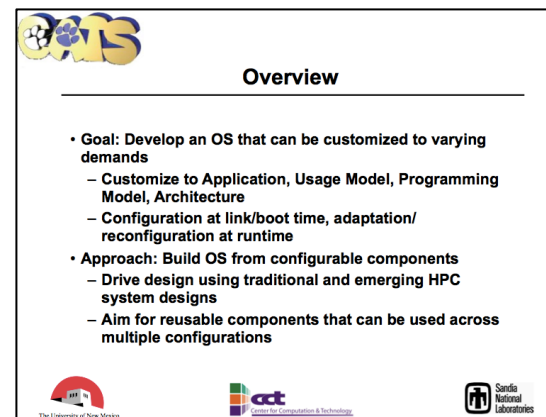 CATS
Overview
• Goal: Develop an OS that can be customized to varying
demands
– Customize to Application, Usage Model, Programming
Model, Architecture
– Configuration at link/boot time, adaptation/
reconfiguration at runtime
• Approach: Build OS from configurable components
– Drive design using traditional and emerging HPC
system designs
– Aim for reusable components that can be used across
multiple configurations
The University of New Mexico
cct
Center for Computation & Technology
Sandia
National
Laboratories